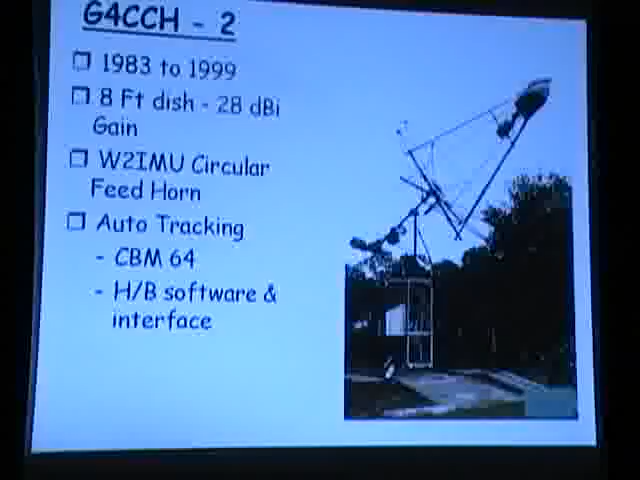 G4CCH - 2
❐ 1983 to 1999
❐ 8 Ft dish - 28 dBi
Gain
❐ W2IMU Circular
Feed Horn
❐ Auto Tracking
- CBM 64
- H/B software &
interface